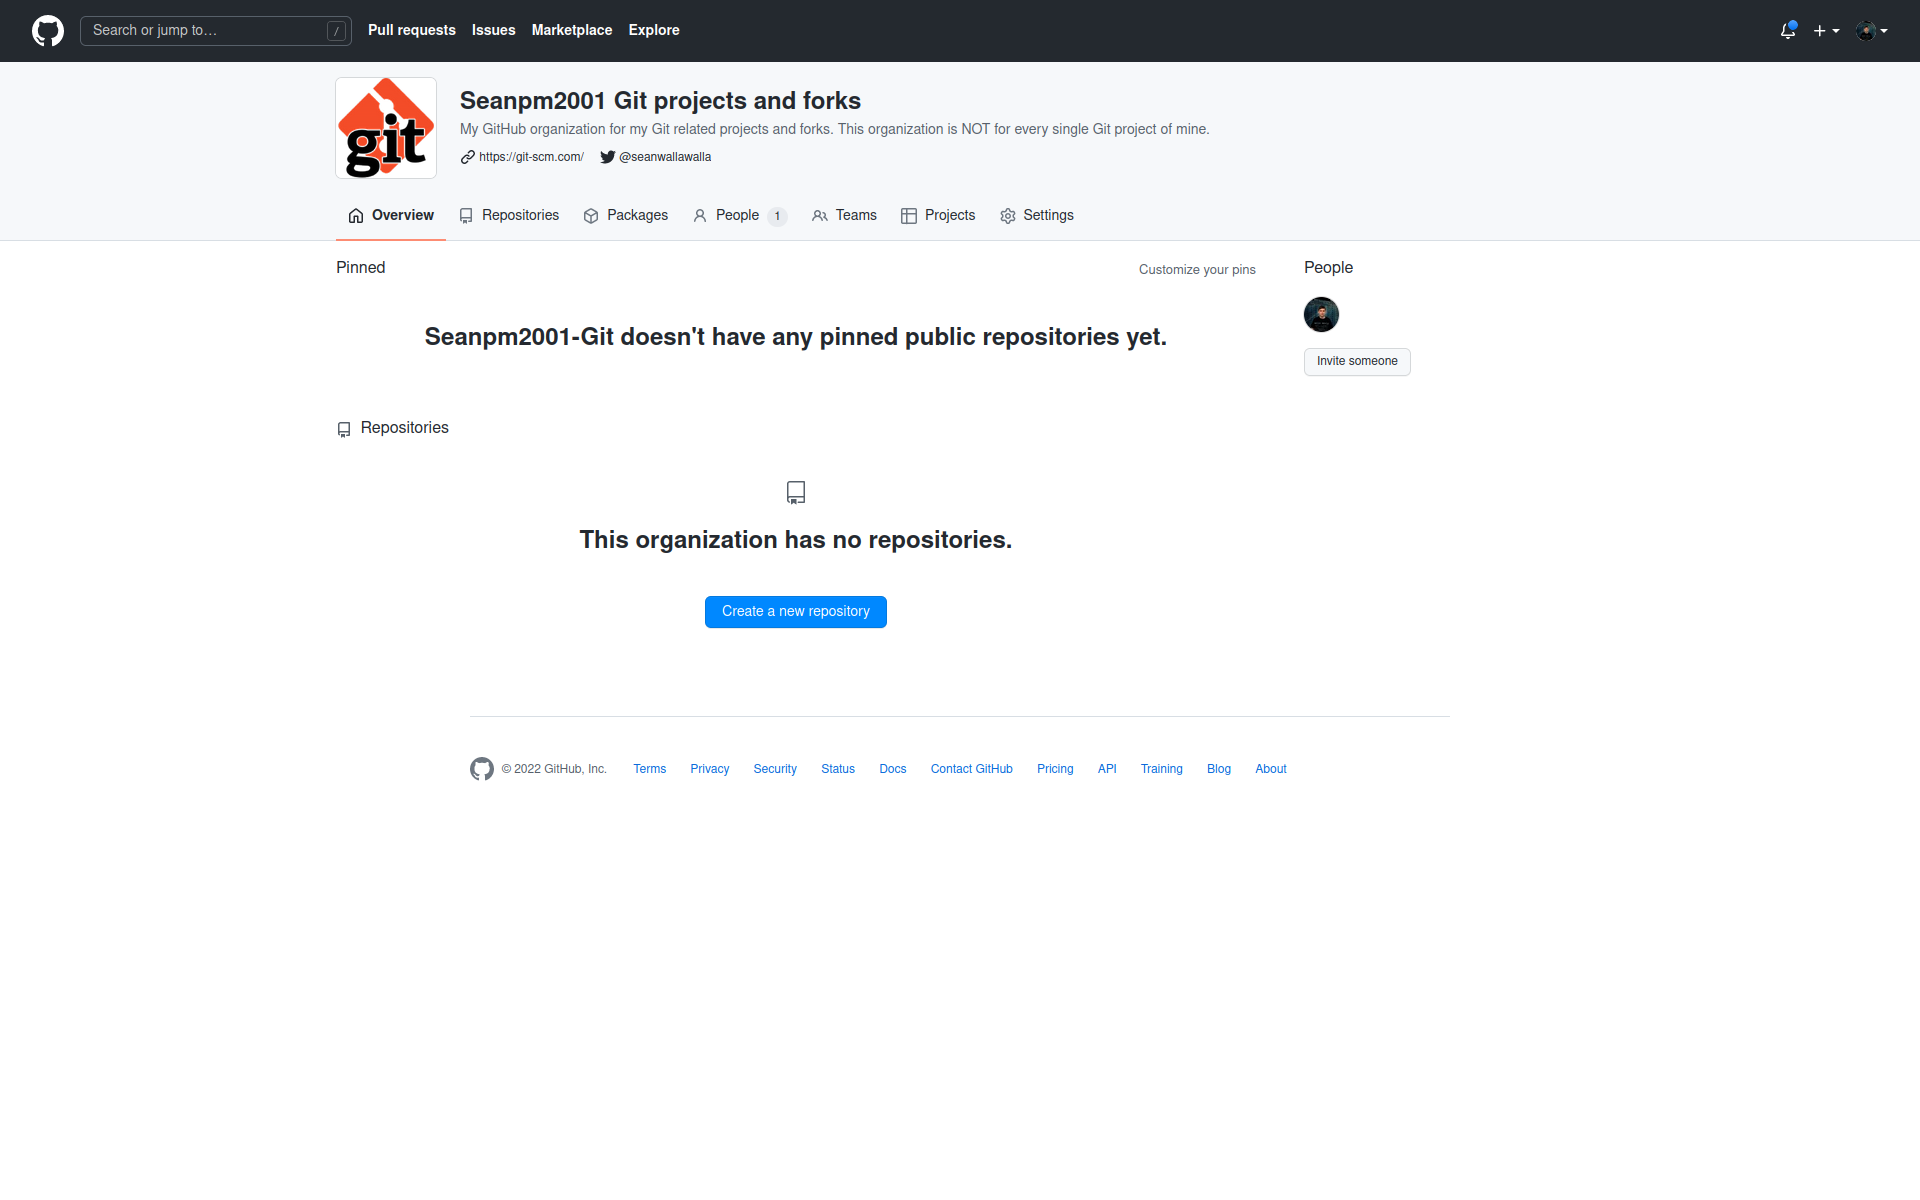 Search or jump to… /
Pull requests Issues Marketplace Explore
git
Seanpm2001 Git projects and forks
My GitHub organization for my Git related projects and forks. This organization is NOT for every single Git project of mine.
https://git-scm.com/ @seanwallawalla
Overview Repositories Packages People 1 Teams Projects Settings
Pinned
Customize your pins
Seanpm2001-Git doesn't have any pinned public repositories yet.
People
Invite someone
Repositories
This organization has no repositories.
Create a new repository
© 2022 GitHub, Inc. Terms Privacy Security Status Docs Contact GitHub Pricing API Training Blog About